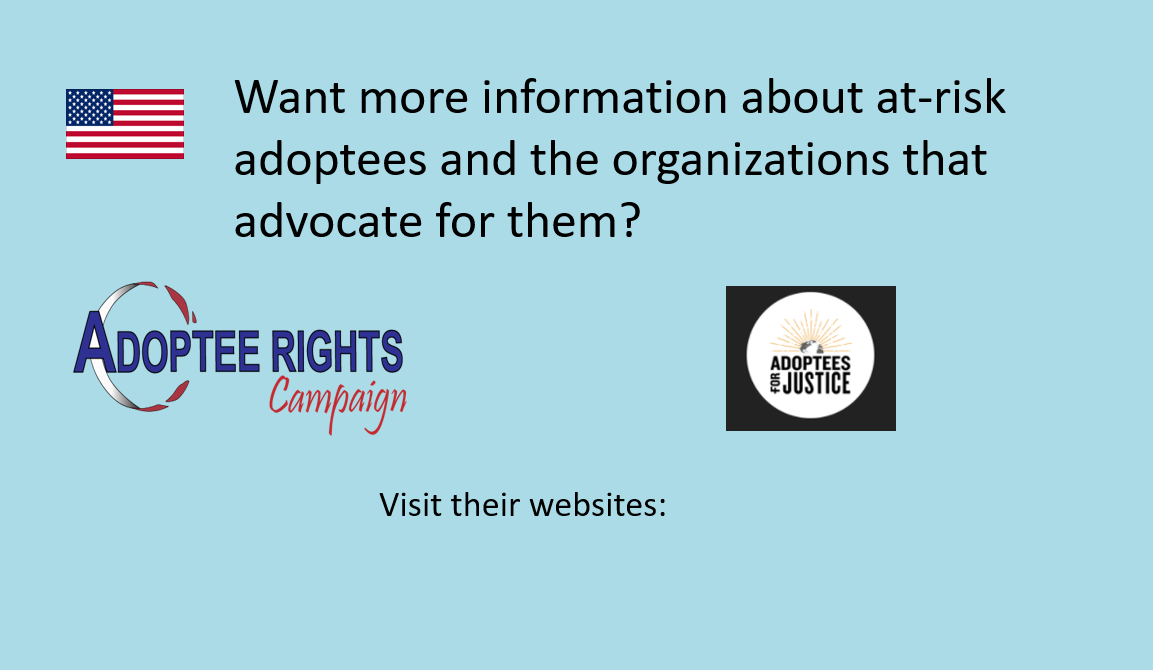 Want more information about at-risk
adoptees and the organizations that
advocate for them?
ADOPTEE RIGHTS
Campaign
ADOPTEES
FOR JUSTICE
Visit their websites: